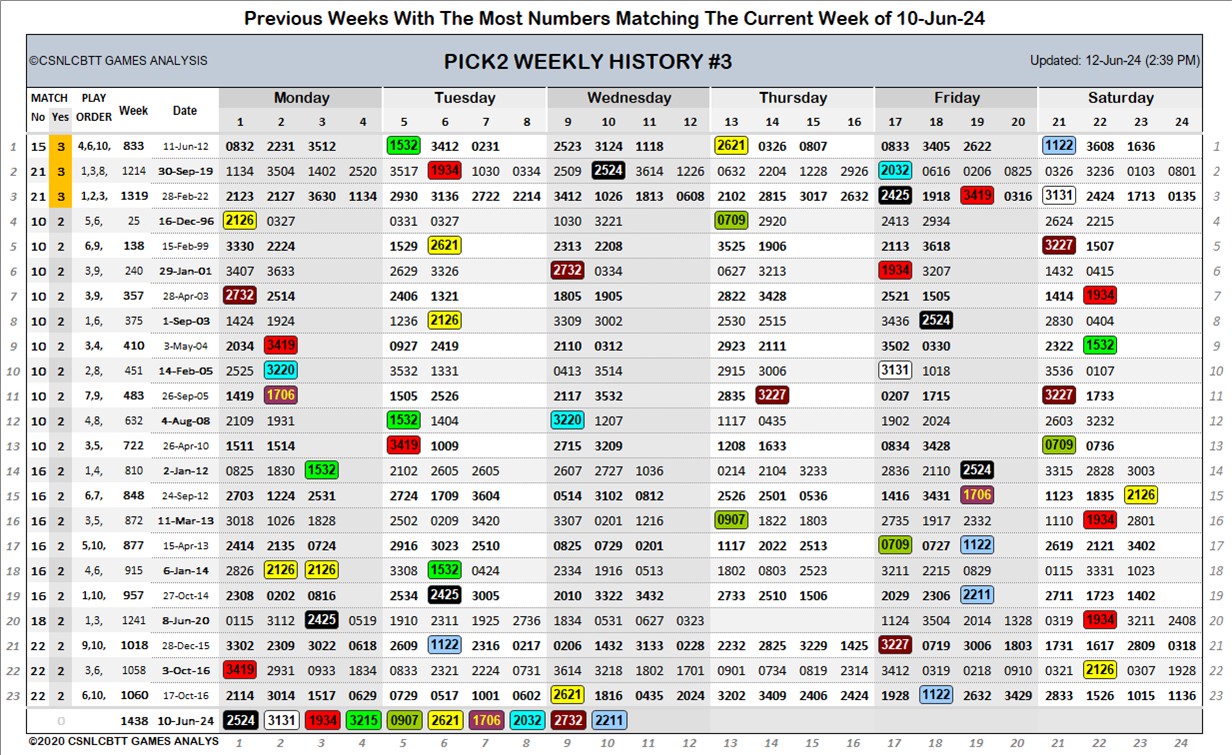 Previous Weeks With The Most Numbers Matching The Current Week of 10-Jun-24
©CSNLCBTT GAMES ANALYSIS PICK2 WEEKLY HISTORY #3 Updated: 12-Jun-24 (2:39 PM)
MATCH PLAY Week Date Monday Tuesday Wednesday Thursday Friday Saturday
No Yes ORDER 1 2 3 4 5 6 7 8 9 10 11 12 13 14 15 16 17 18 19 20 21 22 23 24
1 15 3 4,6,10, 833 11-Jun-12 0832 2231 3512 1532 3412 0231 2523 3124 1118 2621 0326 0807 0833 3405 2622 1122 3608 1636 1
2 21 3 1,3,8, 1214 30-Sep-19 1134 3504 1402 2520 3517 1934 1030 0334 2509 2524 3614 1226 0632 2204 1228 2926 2032 0616 0206 0825 0326 3236 0103 0801 2
3 21 3 1,2,3, 1319 28-Feb-22 2123 2127 3630 1134 2930 3136 2722 2214 3412 1026 1813 0608 2102 2815 3017 2632 2425 1918 3419 0316 3131 2424 1713 0135 3
4 10 2 5,6, 25 16-Dec-96 2126 0327 0331 0327 1030 3221 0709 2920 2413 2934 2624 2215 4
5 10 2 6,9, 138 15-Feb-99 3330 2224 1529 2621 2313 2208 3525 1906 2113 3618 3227 1507 5
6 10 2 3,9, 240 29-Jan-01 3407 3633 2629 3326 2732 0334 0627 3213 1934 3207 1432 0415 6
7 10 2 3,9, 357 28-Apr-03 2732 2514 2406 1321 1805 1905 2822 3428 2521 1505 1414 1934 7
8 10 2 1,6, 375 1-Sep-03 1424 1924 1236 2126 3309 3002 2530 2515 3436 2524 2830 0404 8
9 10 2 3,4, 410 3-May-04 2034 3419 0927 2419 2110 0312 2923 2111 3502 0330 2322 1532 9
10 10 2 2,8, 451 14-Feb-05 2525 3220 3532 1331 0413 3514 2915 3006 3131 1018 3536 0107 10
11 10 2 7,9, 483 26-Sep-05 1419 1706 1505 2526 2117 3532 2835 3227 0207 1715 3227 1733 11
12 10 2 4,8, 632 4-Aug-08 2109 1931 1532 1404 3220 1207 1117 0435 1902 2024 2603 3232 12
13 10 2 3,5, 722 26-Apr-10 1511 1514 3419 1009 2715 3209 1208 1633 0834 3428 0709 0736 13
14 16 2 1,4, 810 2-Jan-12 0825 1830 1532 2102 2605 2605 2607 2727 1036 0214 2104 3233 2836 2110 2524 3315 2828 3003 14
15 16 2 6,7, 848 24-Sep-12 2703 1224 2531 2724 1709 3604 0514 3102 0812 2526 2501 0536 1416 3431 1706 1123 1835 2126 15
16 16 2 3,5, 872 11-Mar-13 3018 1026 1828 2502 0209 3420 3307 0201 1216 0907 1822 1803 2735 1917 2332 1110 1934 2801 16
17 16 2 5,10, 877 15-Apr-13 2414 2135 0724 2916 3023 2510 0825 0729 0201 1117 2022 2513 0709 0727 1122 2619 2121 3402 17
18 16 2 4,6, 915 6-Jan-14 2826 2126 2126 3308 1532 0424 2334 1916 0513 1802 0803 2523 3211 2215 0829 0115 3331 1023 18
19 16 2 1,10, 957 27-Oct-14 2308 0202 0816 2534 2425 3005 2010 3322 3432 2733 2510 1506 2029 2306 2211 2711 1723 1402 19
20 18 2 1,3, 1241 8-Jun-20 0115 3112 2425 0519 1918 2311 1925 2736 1834 0531 0627 0323 1124 3504 2014 1328 0319 1934 3211 2408 20
21 22 2 9,10, 1018 28-Dec-15 3302 2309 3022 0618 2609 1122 2316 0217 0206 1432 3133 0228 2232 2825 3229 1425 3227 0719 3006 1803 1731 1617 2809 0318 21
22 22 2 3,6, 1058 3-Oct-16 3419 2931 0933 1834 0833 2321 2224 0731 3614 3218 1802 1701 0901 0734 0819 2314 3412 0313 0218 0910 0321 2126 0307 1928 22
23 22 2 6,10, 1060 17-Oct-16 2114 3014 1517 0629 0729 0517 1001 0602 2621 1816 0435 2024 3202 3409 2406 2424 1928 1122 2632 3429 2833 1526 1015 1136 23
0 1438 10-Jun-24 2524 3131 1934 3215 0907 2621 1706 2032 2732 2211
©2020 CSNLCBTT GAMES ANALYS 1 2 3 4 5 6 7 8 9 10 11 12 13 14 15 16 17 18 19 20 21 22 23 24